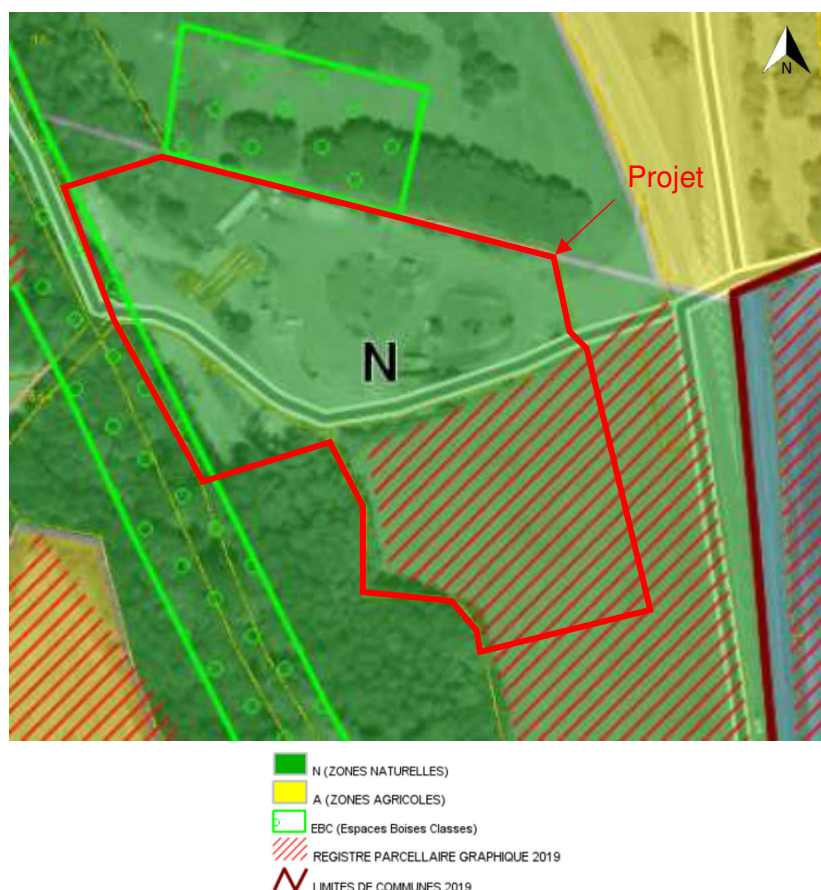 N
Projet
N
N (ZONES NATURELLES)
A (ZONES AGRICOLES)
EBC (Espaces Boises Classes)
REGISTRE PARCELLAIRE GRAPHIQUE 2019
LIMITES DE COMMUNES 2019